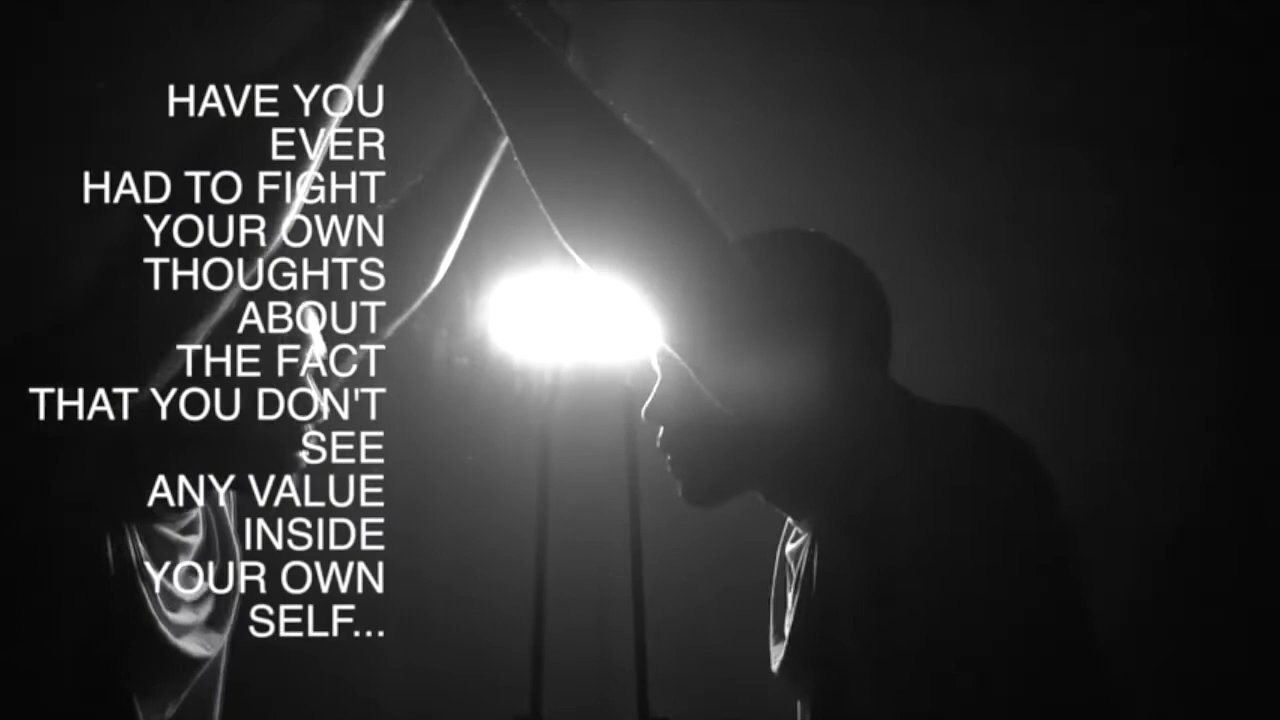 HAVE YOU
EVER
HAD TO FIGHT
YOUR OWN
THOUGHTS
ABOUT
THE FACT
THAT YOU DON'T
SEE
ANY VALUE
INSIDE
YOUR OWN
SELF...